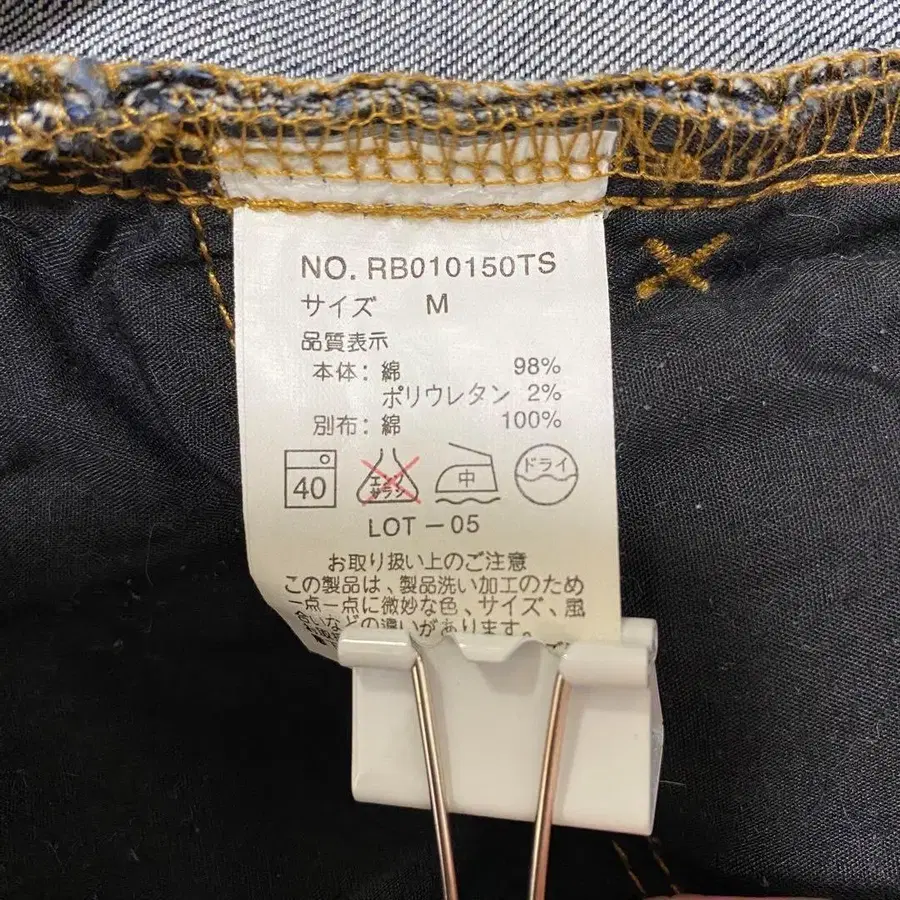 NO. RB010150TS
サイズ M
品質表示
本体: 綿 98%
ポリウレタン 2%
別布: 綿 100%
40 エンソ サラシ 中 ドライ
LOT-05
お取り扱い上のご注意
この製品は、製品洗い加工のため
一点一点に微妙な色、サイズ、風
合いなどの違いがあります。